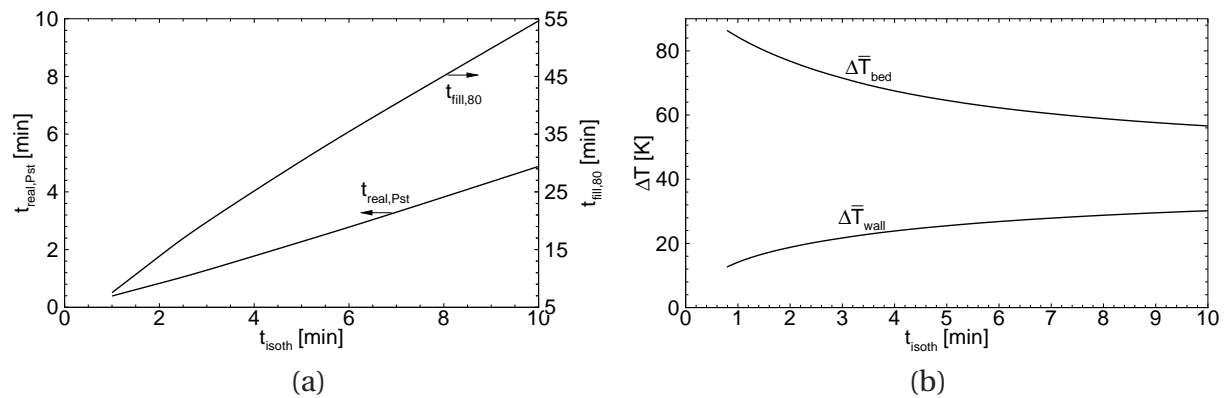 10
8
6
4
2
0
t_real,Pst [min]
55
45
35
25
15
5
t_fill,80 [min]
t_fill,80
t_real,Pst
0 2 4 6 8 10
t_isoth [min]
(a)
80
60
40
20
0
ΔT [K]
ΔT̿_bed
ΔT̿_wall
0 1 2 3 4 5 6 7 8 9 10
t_isoth [min]
(b)